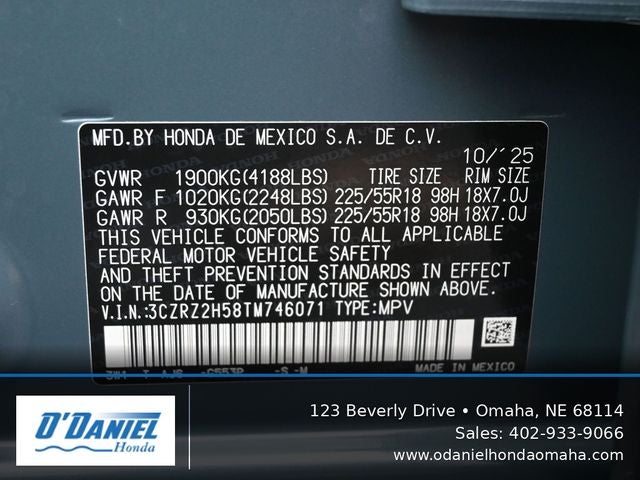 MFD.BY HONDA DE MEXICO S.A. DE C.V.
10/'25
GVWR 1900KG(4188LBS) TIRE SIZE RIM SIZE
GAWR F 1020KG(2248LBS) 225/55R18 98H 18X7.0J
GAWR R 930KG(2050LBS) 225/55R18 98H 18X7.0J
THIS VEHICLE CONFORMS TO ALL APPLICABLE
FEDERAL MOTOR VEHICLE SAFETY
AND THEFT PREVENTION STANDARDS IN EFFECT
ON THE DATE OF MANUFACTURE SHOWN ABOVE.
V.I.N.:3CZRZ2H58TM746071 TYPE:MPV
MADE IN MEXICO
O'DANIEL
Honda
123 Beverly Drive • Omaha, NE 68114
Sales: 402-933-9066
www.odanielhondaomaha.com